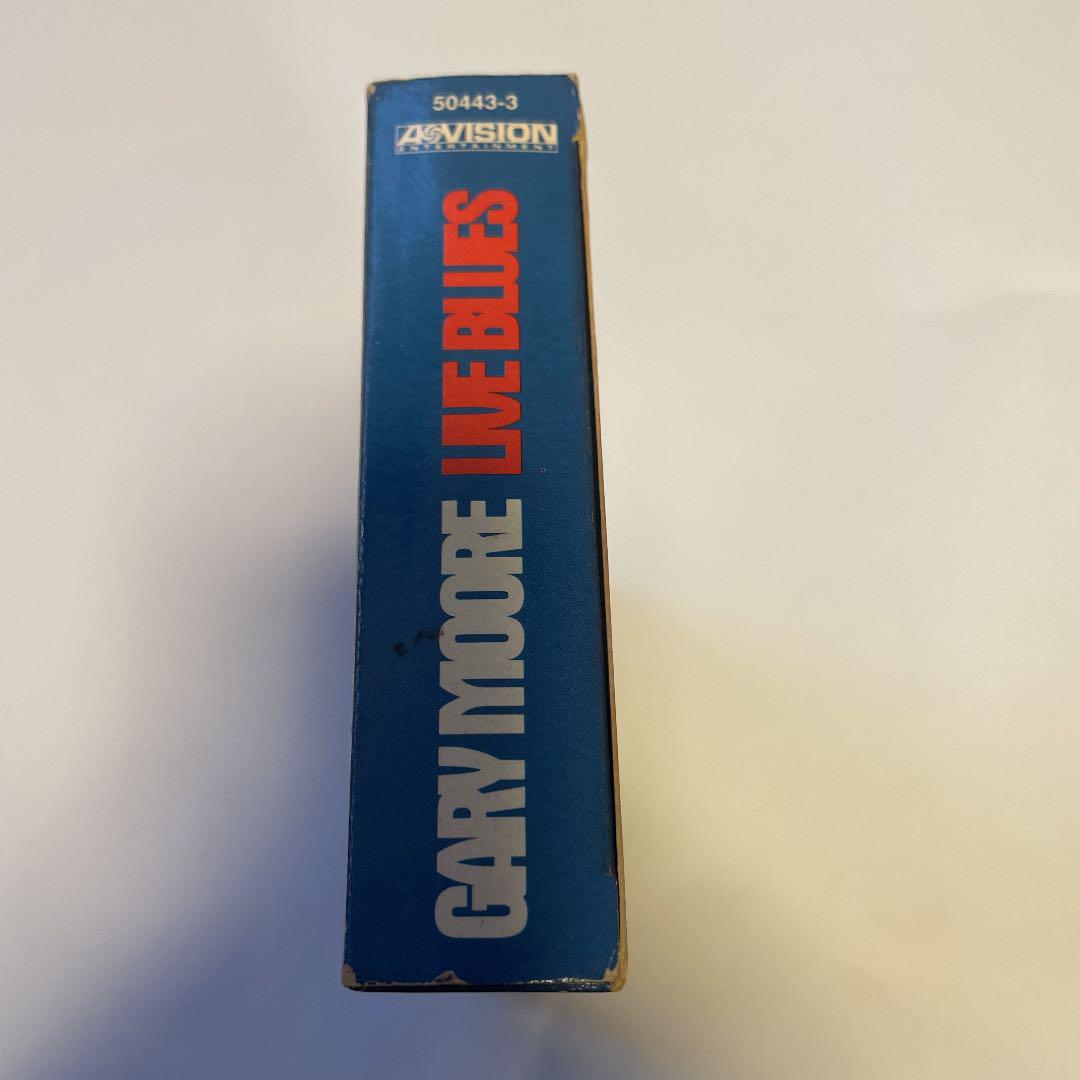 50443-3
A*VISION
ENTERTAINMENT
GARY MOORE LIVE BLUES